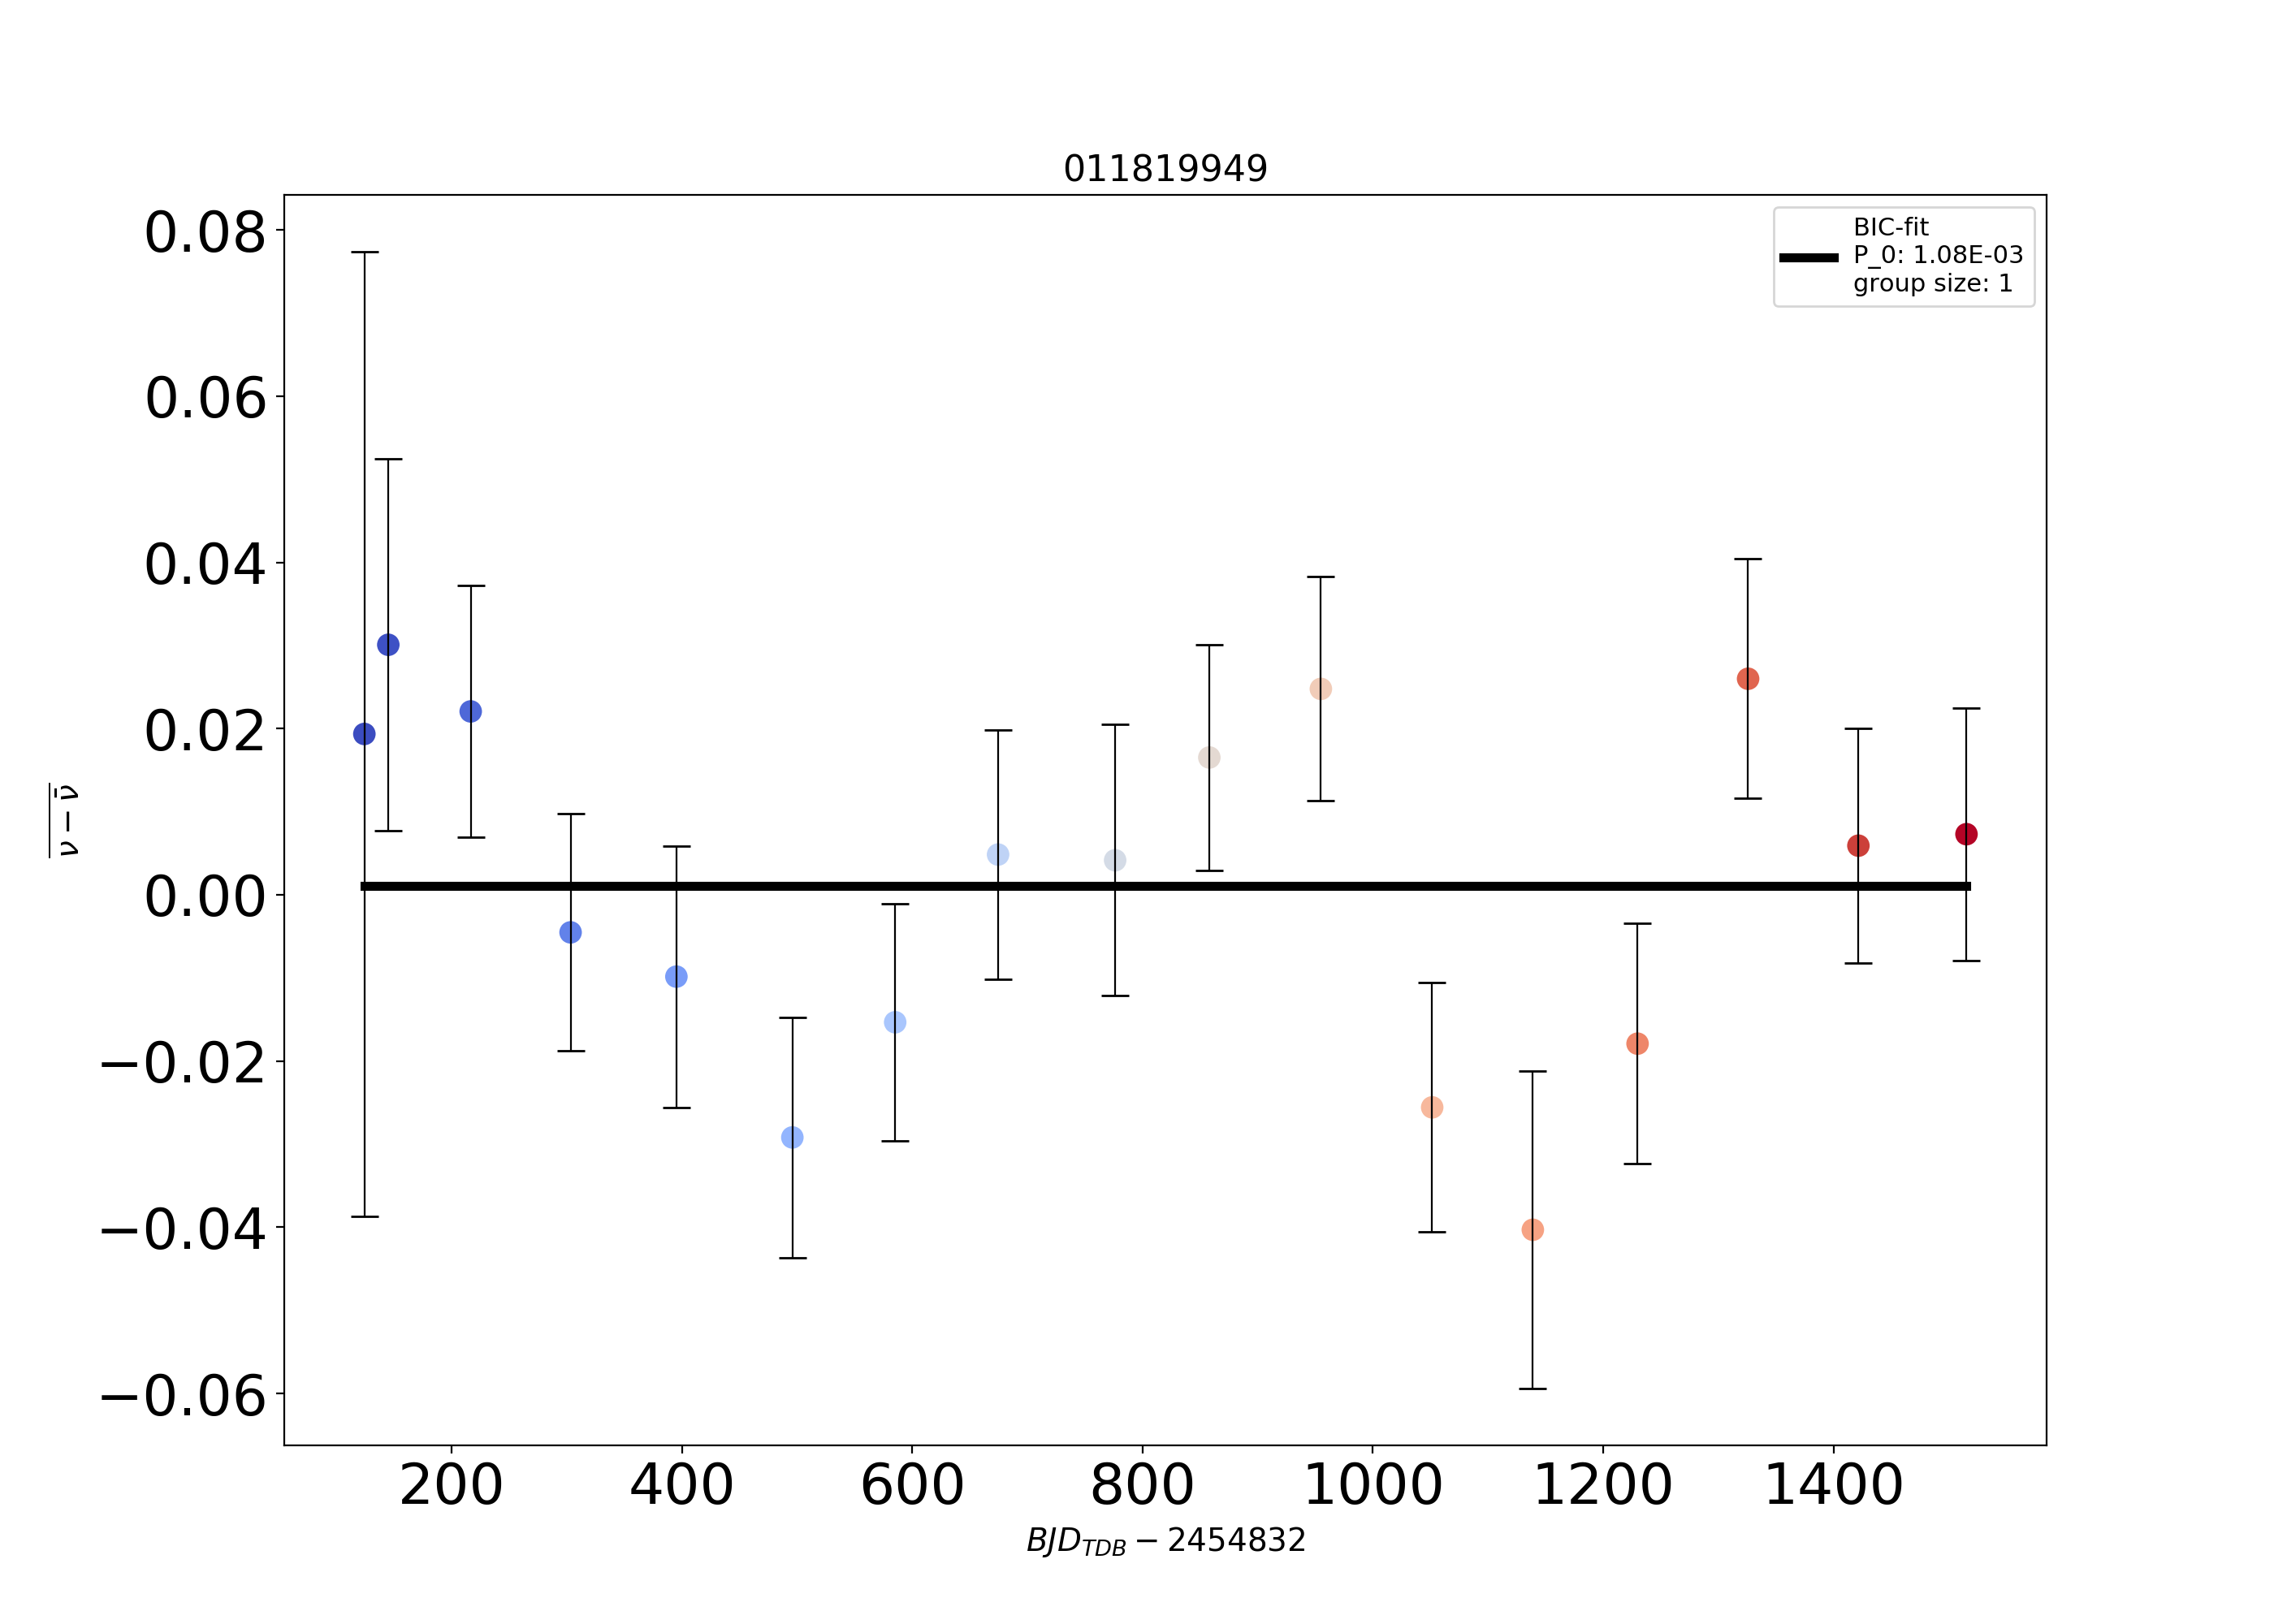 011819949
BIC-fit
P_0: 1.08E-03
group size: 1
0.08
0.06
0.04
0.02
0.00
−0.02
−0.04
−0.06
ν − ν̄
200 400 600 800 1000 1200 1400
BJD_TDB − 2454832